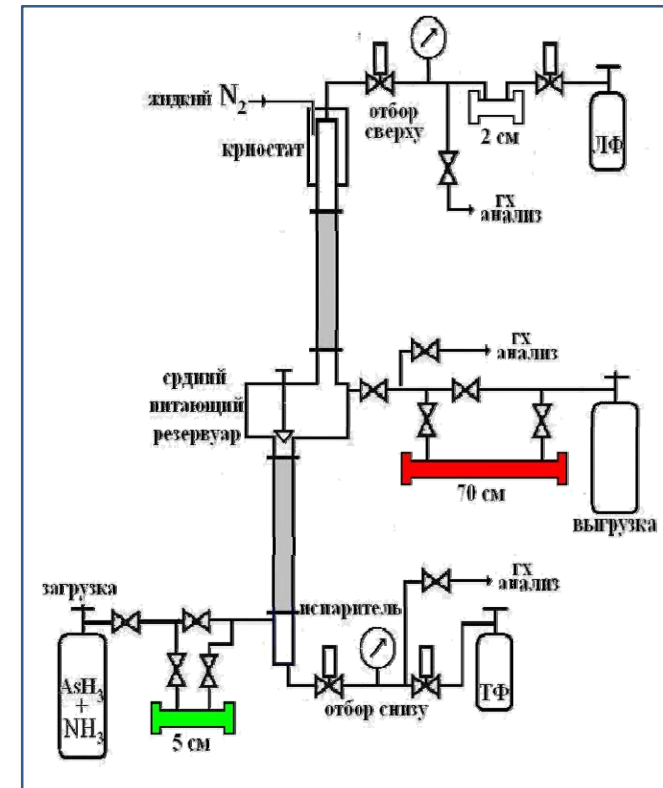 жидкий N₂
криостат
отбор
сверху
2 см
ЛФ
гх
анализ
гх
анализ
срдний
питающий
резервуар
70 см
выгрузка
гх
анализ
загрузка
испаритель
AsH₃
+
NH₃
5 см
отбор снизу
ТФ